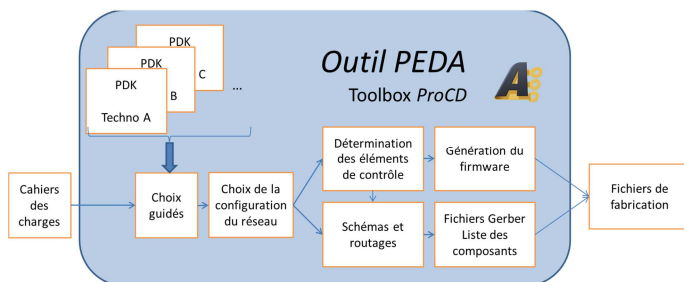 PDK
PDK
C
PDK
B
Techno A
...
Outil PEDA
Toolbox ProCD
A
Cahiers
des
charges
Choix
guidés
Choix de la
configuration
du réseau
Détermination
des éléments
de contrôle
Génération du
firmware
Schémas et
routages
Fichiers Gerber
Liste des
composants
Fichiers de
fabrication